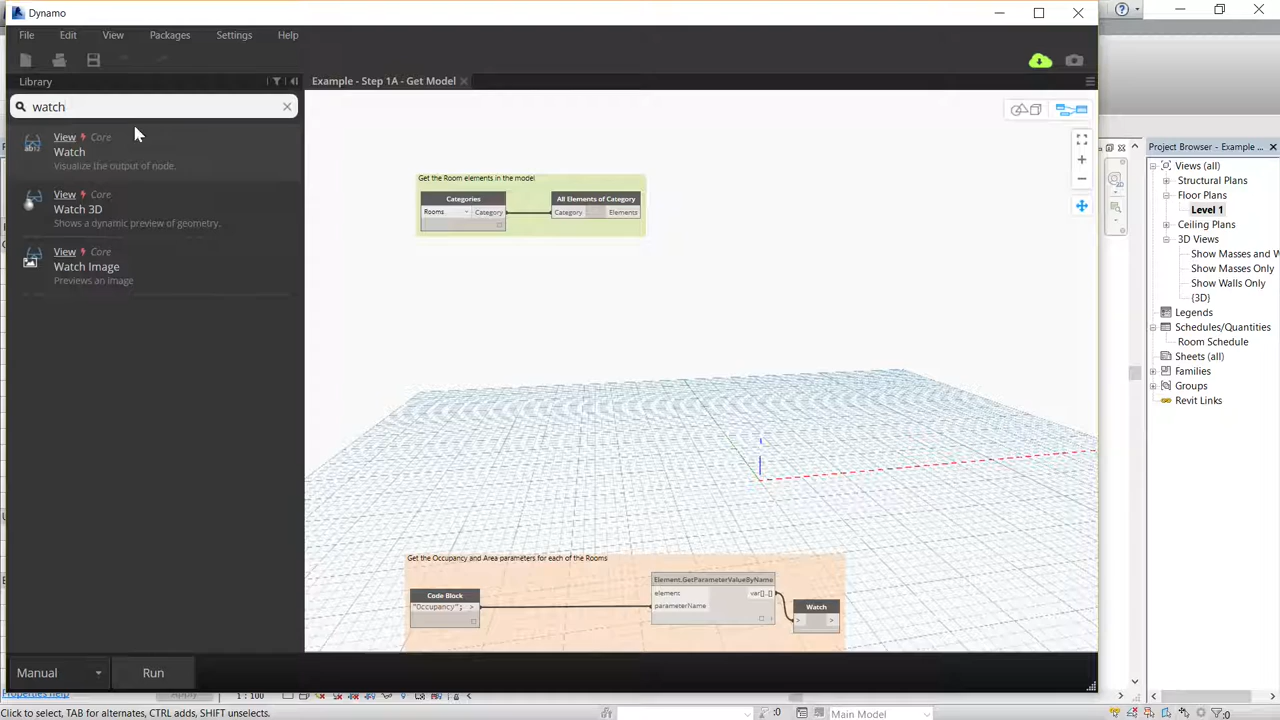 Dynamo
File Edit View Packages Settings Help
Library
Example - Step 1A - Get Model
watch
View Core
Watch
Visualize the output of node.
View Core
Watch 3D
Shows a dynamic preview of geometry.
View Core
Watch Image
Previews an image
Get the Room elements in the model
Categories
Rooms
Category
All Elements of Category
Category Elements
Get the Occupancy and Area parameters for each of the Rooms
Code Block
"Occupancy"; >
Element.GetParameterValueByName
element var[]..[]
parameterName
Watch
> >
Manual
Run
Project Browser - Example ...
Views (all)
Structural Plans
Floor Plans
Level 1
Ceiling Plans
3D Views
Show Masses and W
Show Masses Only
Show Walls Only
{3D}
Legends
Schedules/Quantities
Room Schedule
Sheets (all)
Families
Groups
Revit Links
Properties help
Apply
1 : 100
Click to select, TAB for alternates, CTRL adds, SHIFT unselects.
:0
Main Model
:0